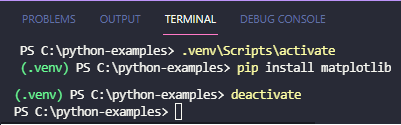 PROBLEMS OUTPUT TERMINAL DEBUG CONSOLE
PS C:\python-examples> .venv\Scripts\activate
(.venv) PS C:\python-examples> pip install matplotlib
(.venv) PS C:\python-examples> deactivate
PS C:\python-examples>